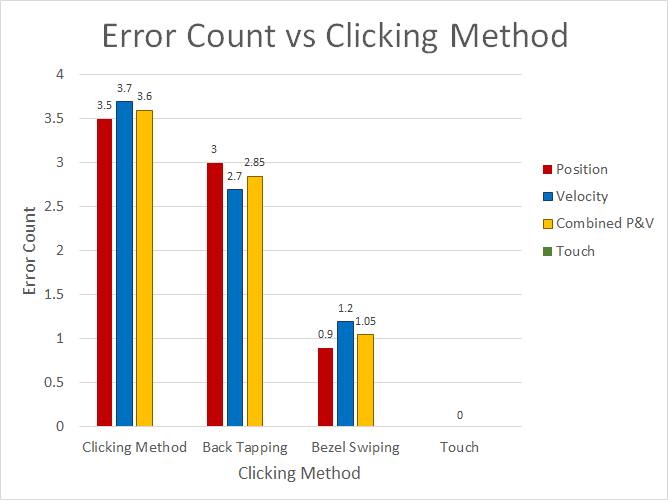 Error Count vs Clicking Method
4
3.5
3
2.5
2
1.5
1
0.5
0
Error Count
3.5
3.7
3.6
3
2.7
2.85
0.9
1.2
1.05
0
Clicking Method
Back Tapping
Bezel Swiping
Touch
Clicking Method
Position
Velocity
Combined P&V
Touch